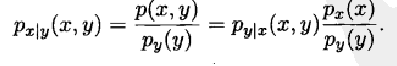 p_{x|y}(x, y) = \frac{p(x, y)}{p_y(y)} = p_{y|x}(x, y) \frac{p_x(x)}{p_y(y)}.